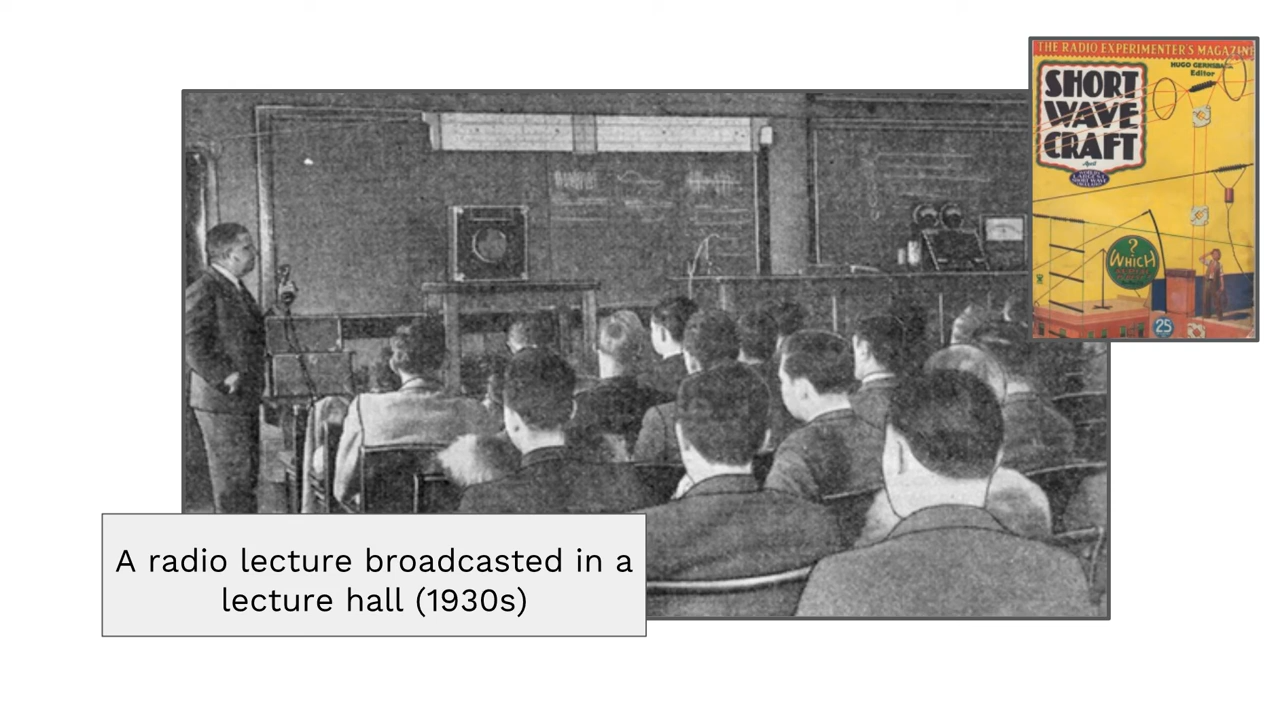 THE RADIO EXPERIMENTER'S MAGAZINE
HUGO GERNSBACK
Editor
SHORT
WAVE
CRAFT
April
?
WHICH
25
A radio lecture broadcasted in a
lecture hall (1930s)